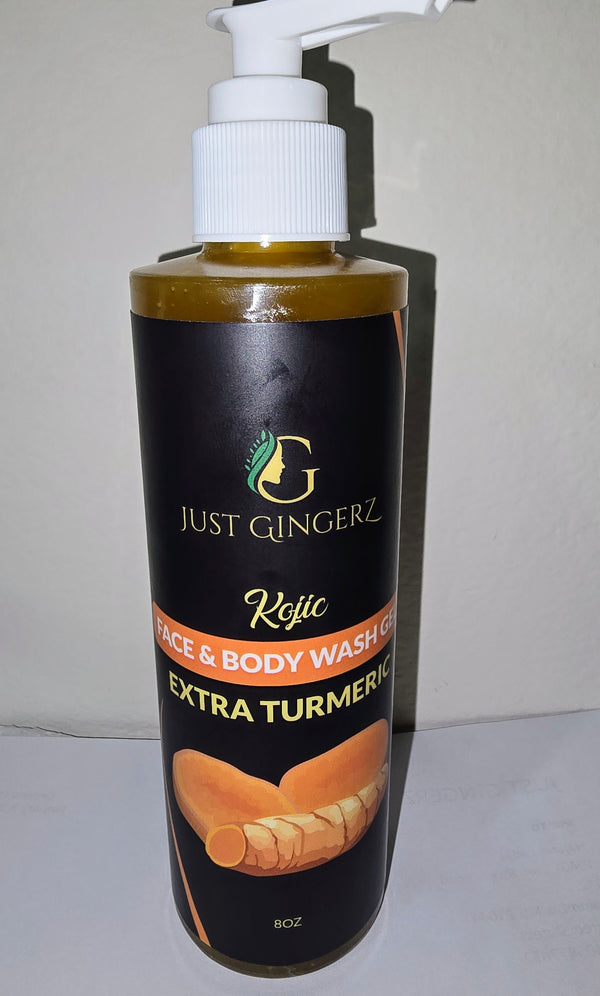 G
JUST GINGERZ
Kojic
FACE & BODY WASH GE
EXTRA TURMERIC
8OZ